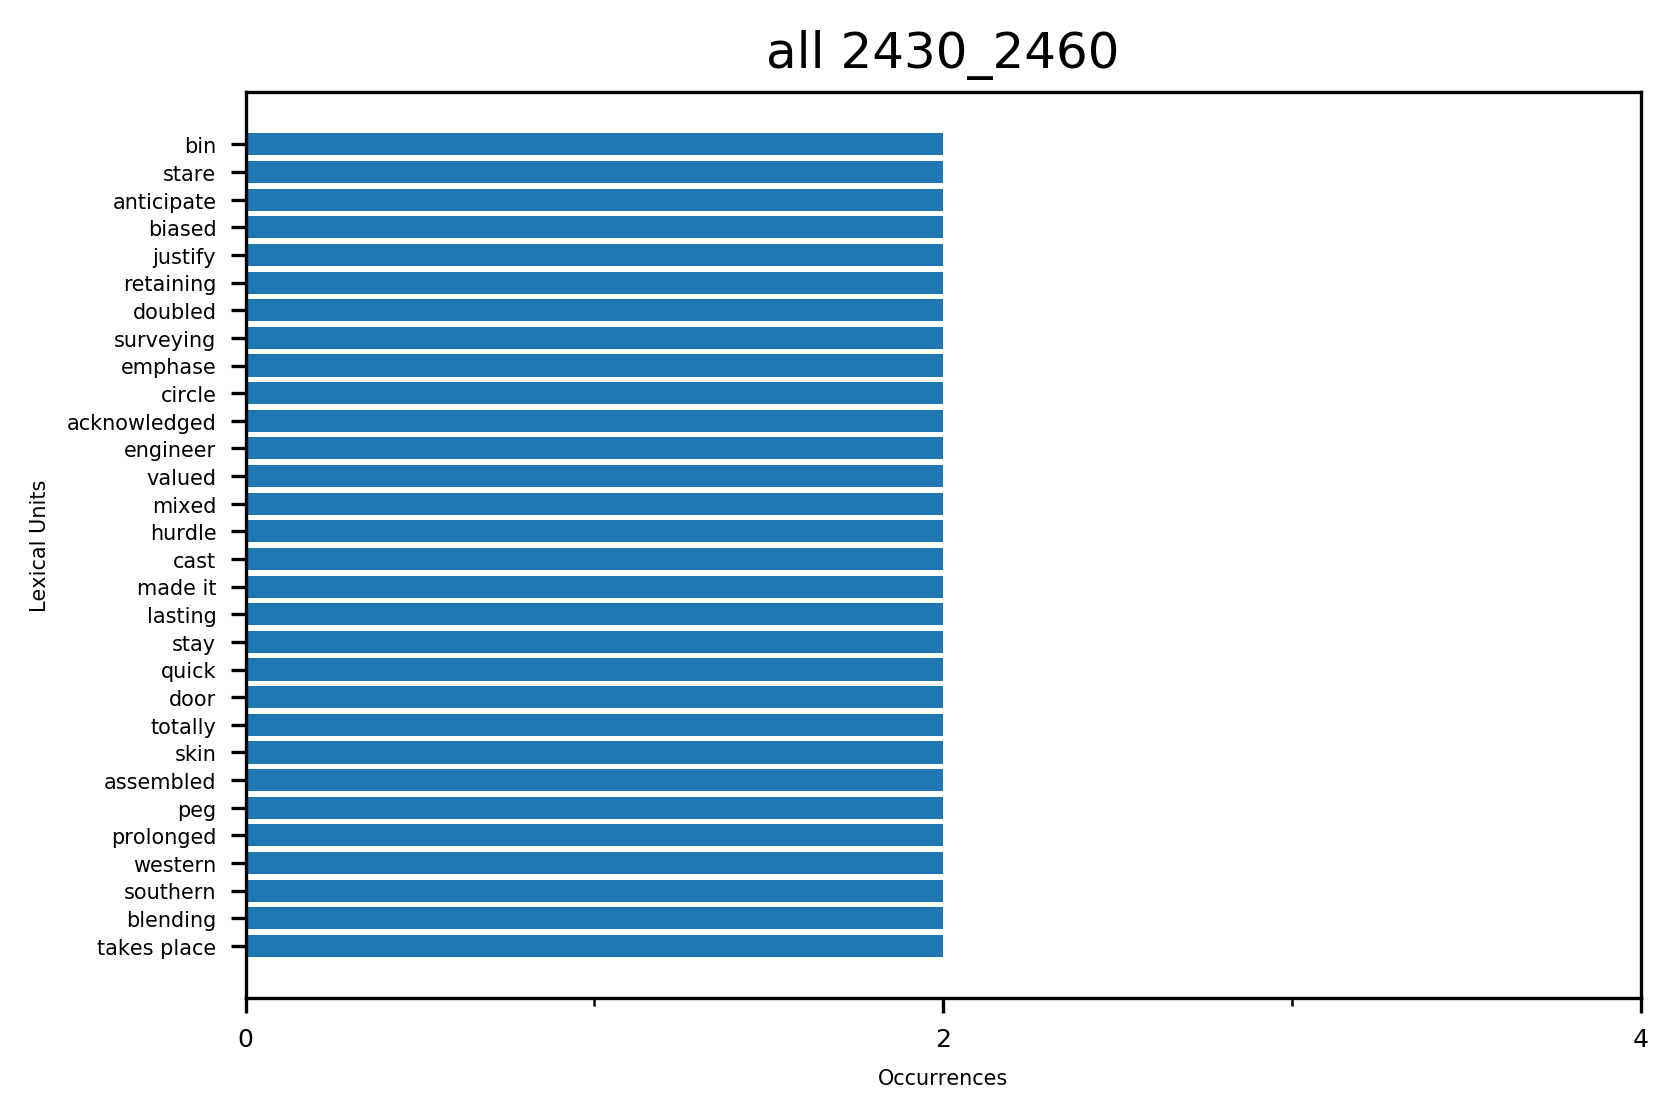 all 2430_2460
bin
stare
anticipate
biased
justify
retaining
doubled
surveying
emphase
circle
acknowledged
engineer
valued
mixed
hurdle
cast
made it
lasting
stay
quick
door
totally
skin
assembled
peg
prolonged
western
southern
blending
takes place
Lexical Units
0 2 4
Occurrences